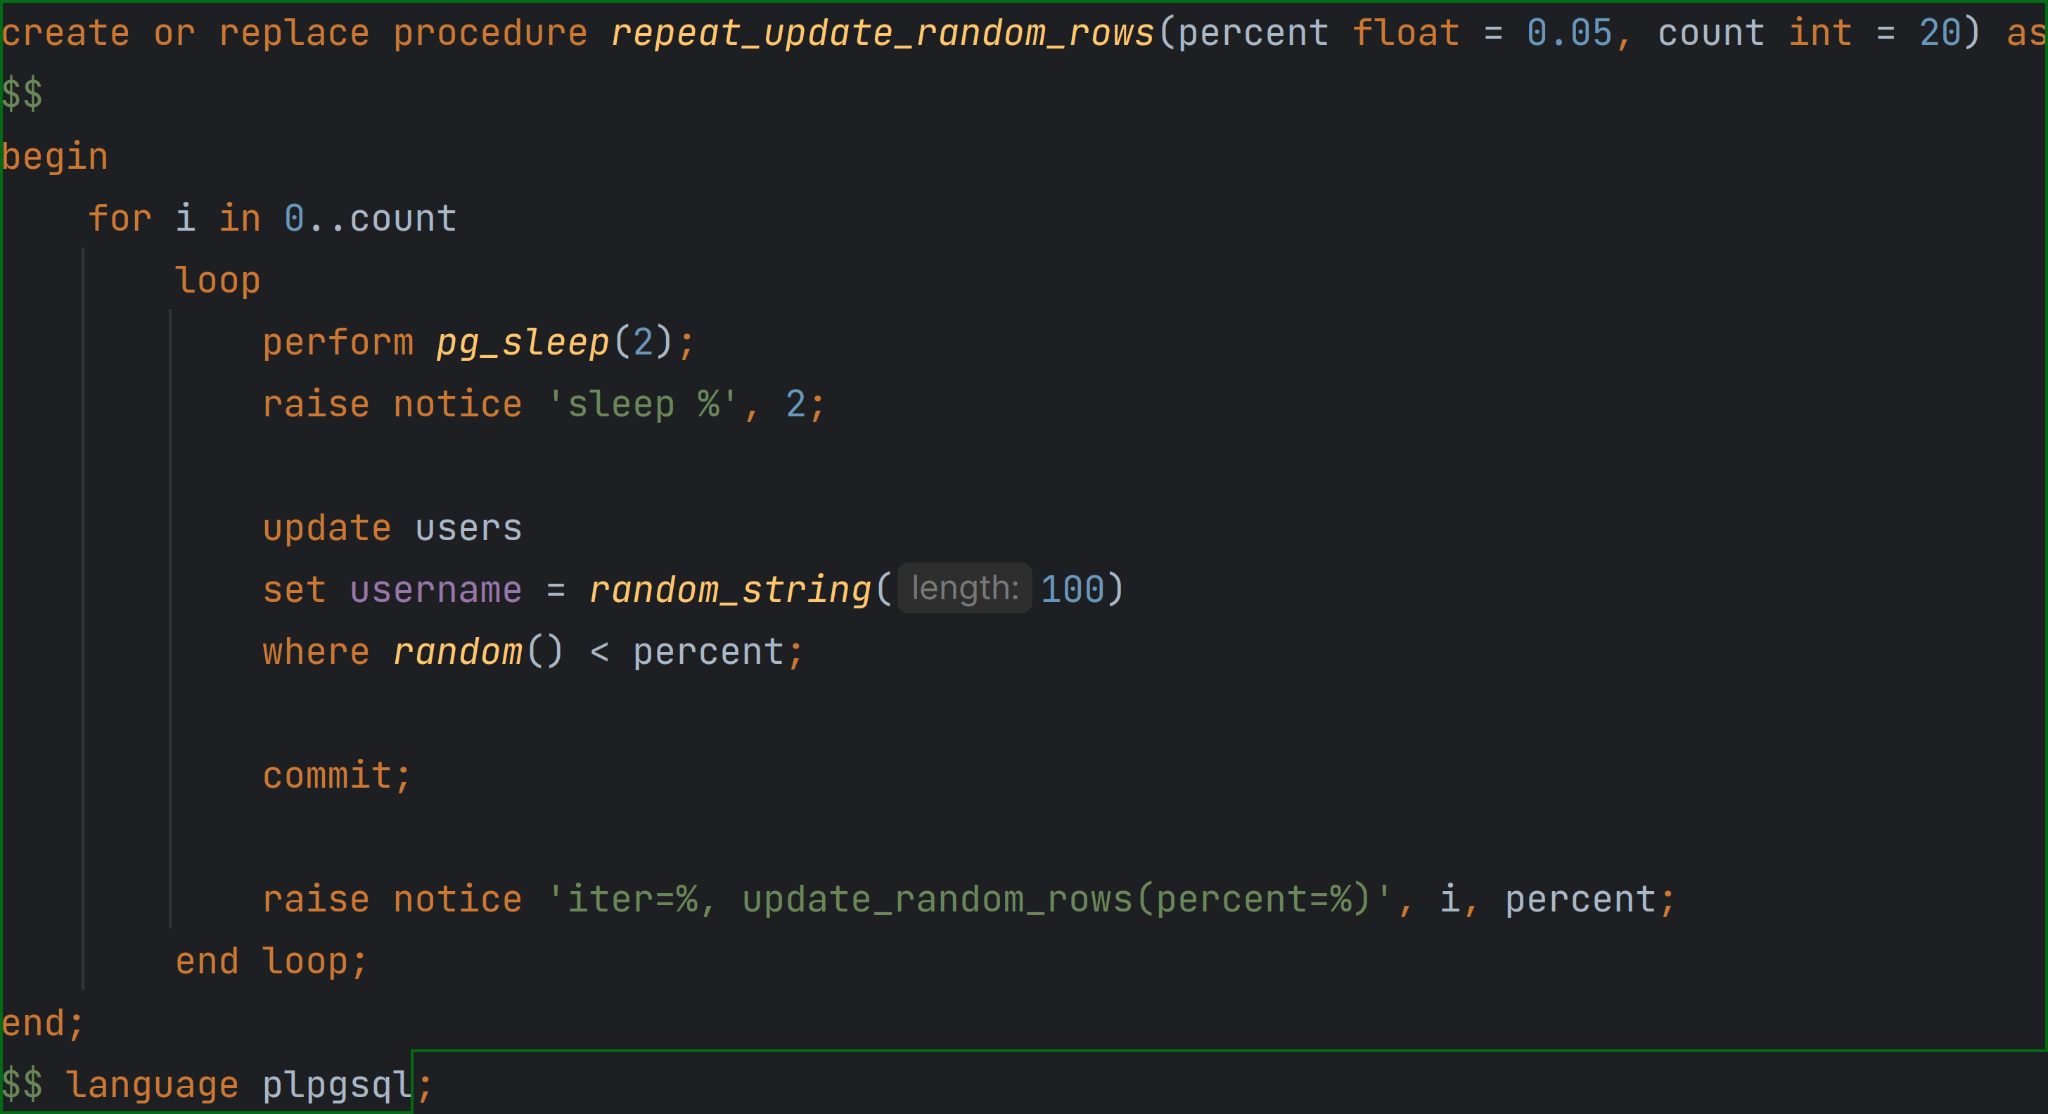 create or replace procedure repeat_update_random_rows(percent float = 0.05, count int = 20) as
$$
begin
    for i in 0..count
        loop
            perform pg_sleep(2);
            raise notice 'sleep %', 2;

            update users
            set username = random_string(length: 100)
            where random() < percent;

            commit;

            raise notice 'iter=%, update_random_rows(percent=%)', i, percent;
        end loop;
end;
$$ language plpgsql;